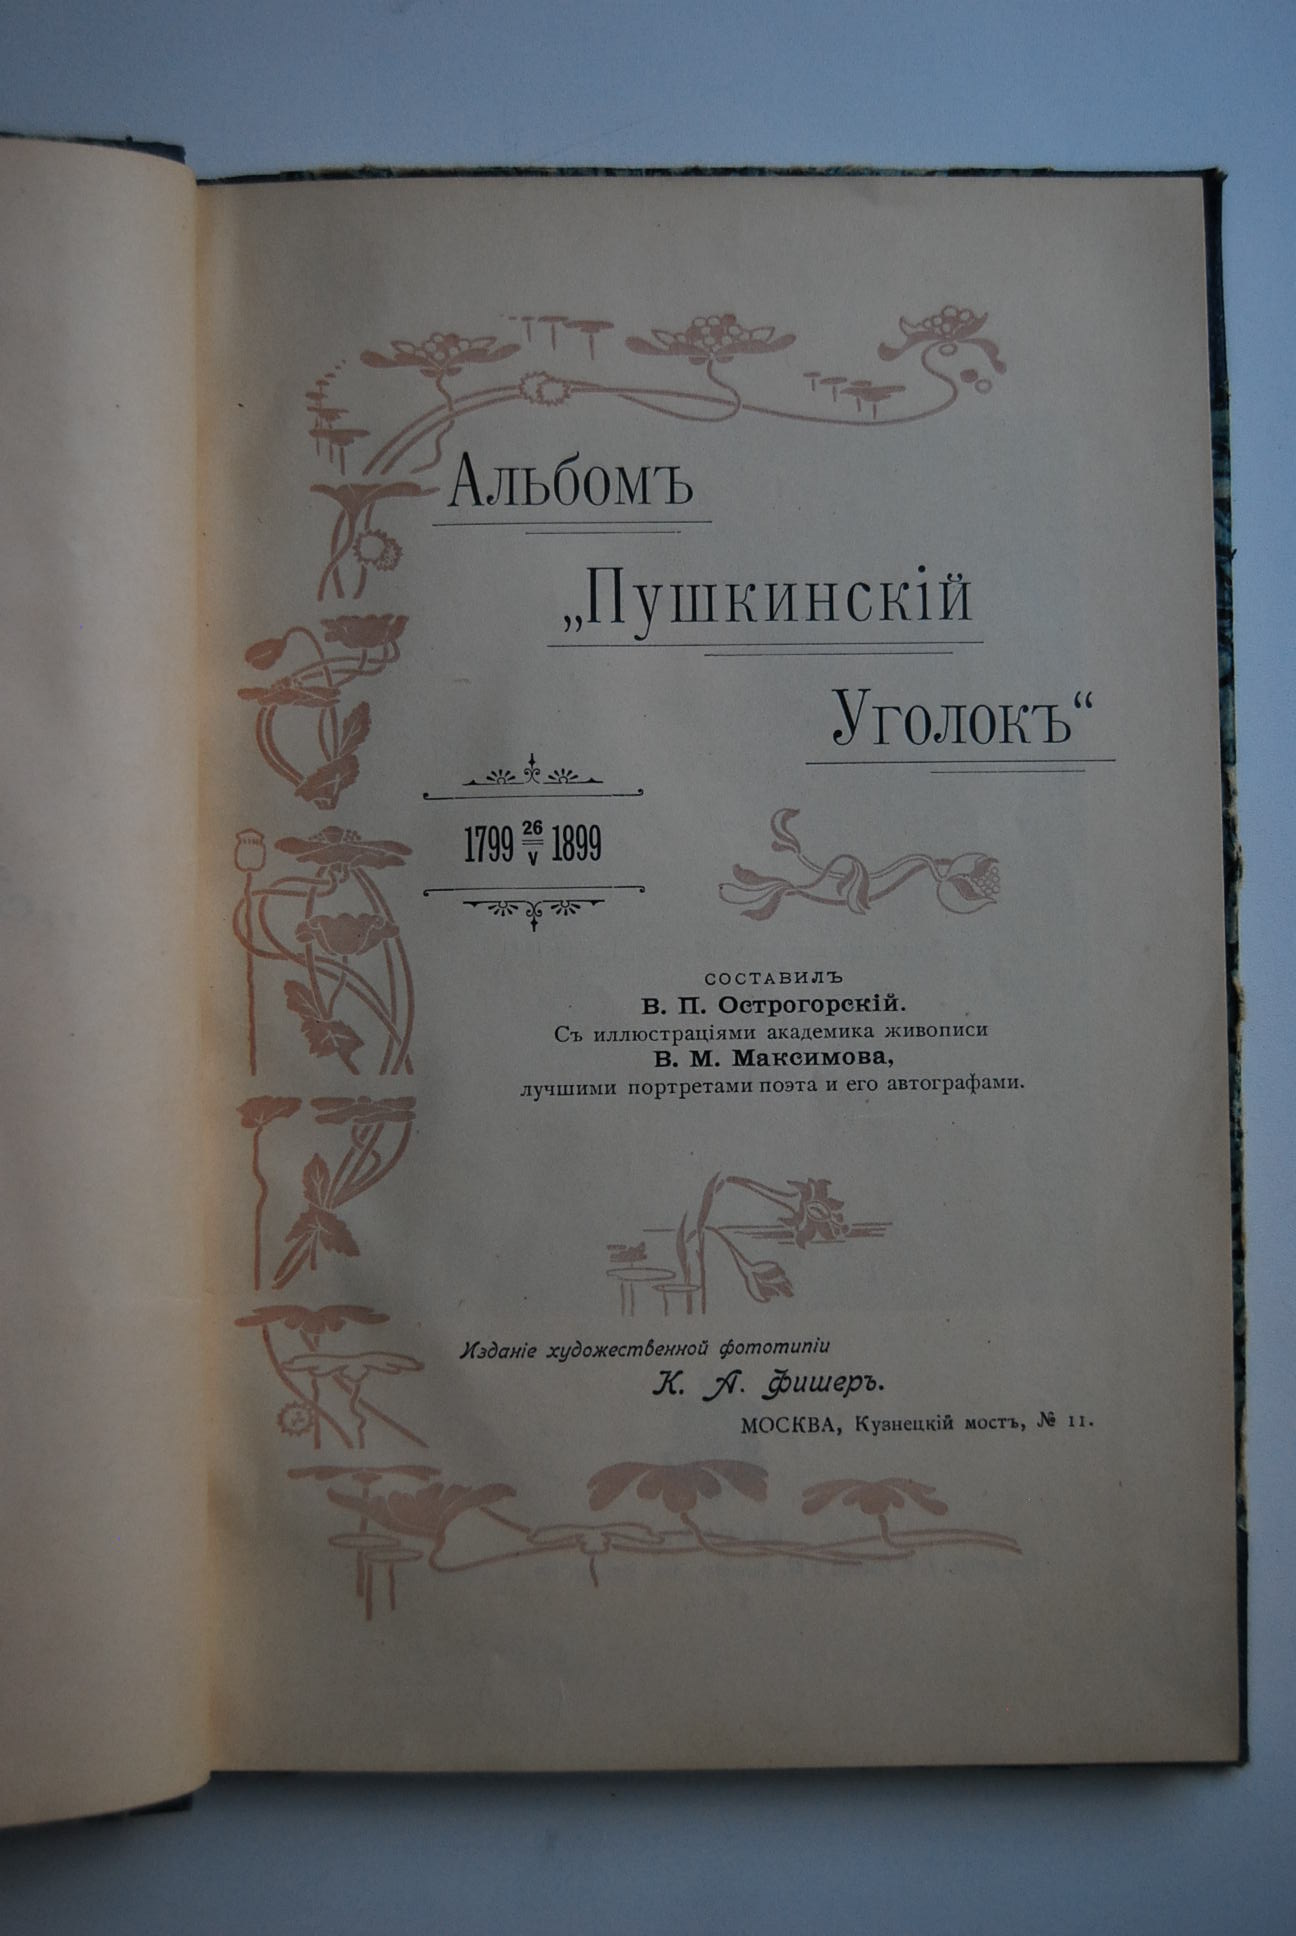 Альбомъ
„Пушкинскій
Уголокъ“
1799 26/V 1899
СОСТАВИЛЪ
В. П. Острогорскій.
Съ иллюстраціями академика живописи
В. М. Максимова,
лучшими портретами поэта и его автографами.
Изданіе художественной фототипіи
К. А. Фишеръ.
МОСКВА, Кузнецкій мостъ, № 11.